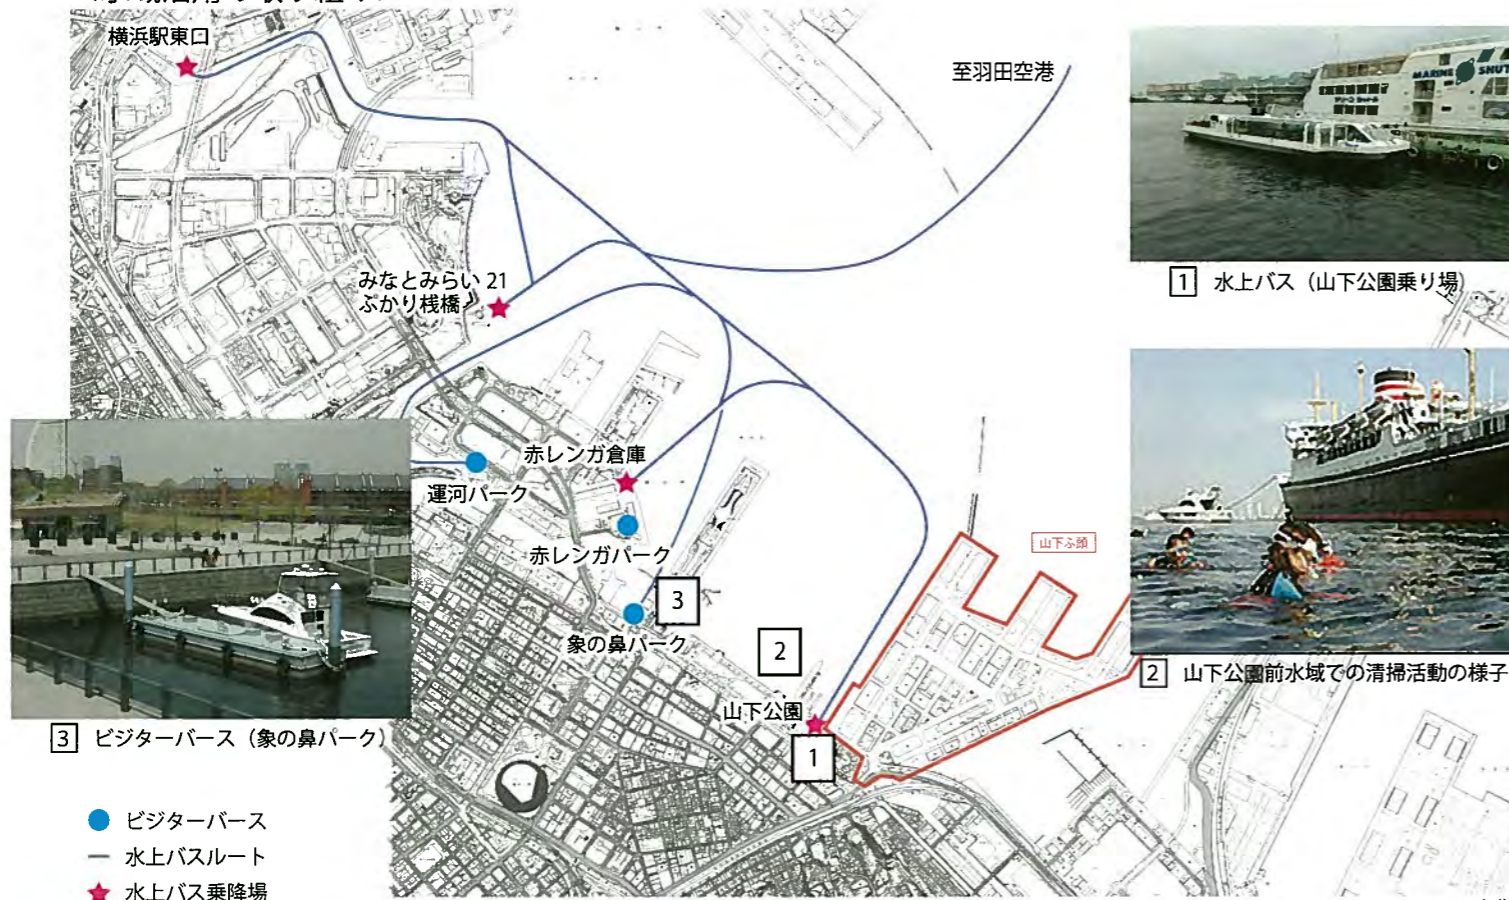 横浜駅東口
至羽田空港
MARINE SHUT
1 水上バス（山下公園乗り場）
みなとみらい 21
ぷかり桟橋
赤レンガ倉庫
運河パーク
赤レンガパーク
山下ふ頭
3
象の鼻パーク
2
2 山下公園前水域での清掃活動の様子
山下公園
1
3 ビジターバース（象の鼻パーク）
ビジターバース
水上バスルート
水上バス乗降場